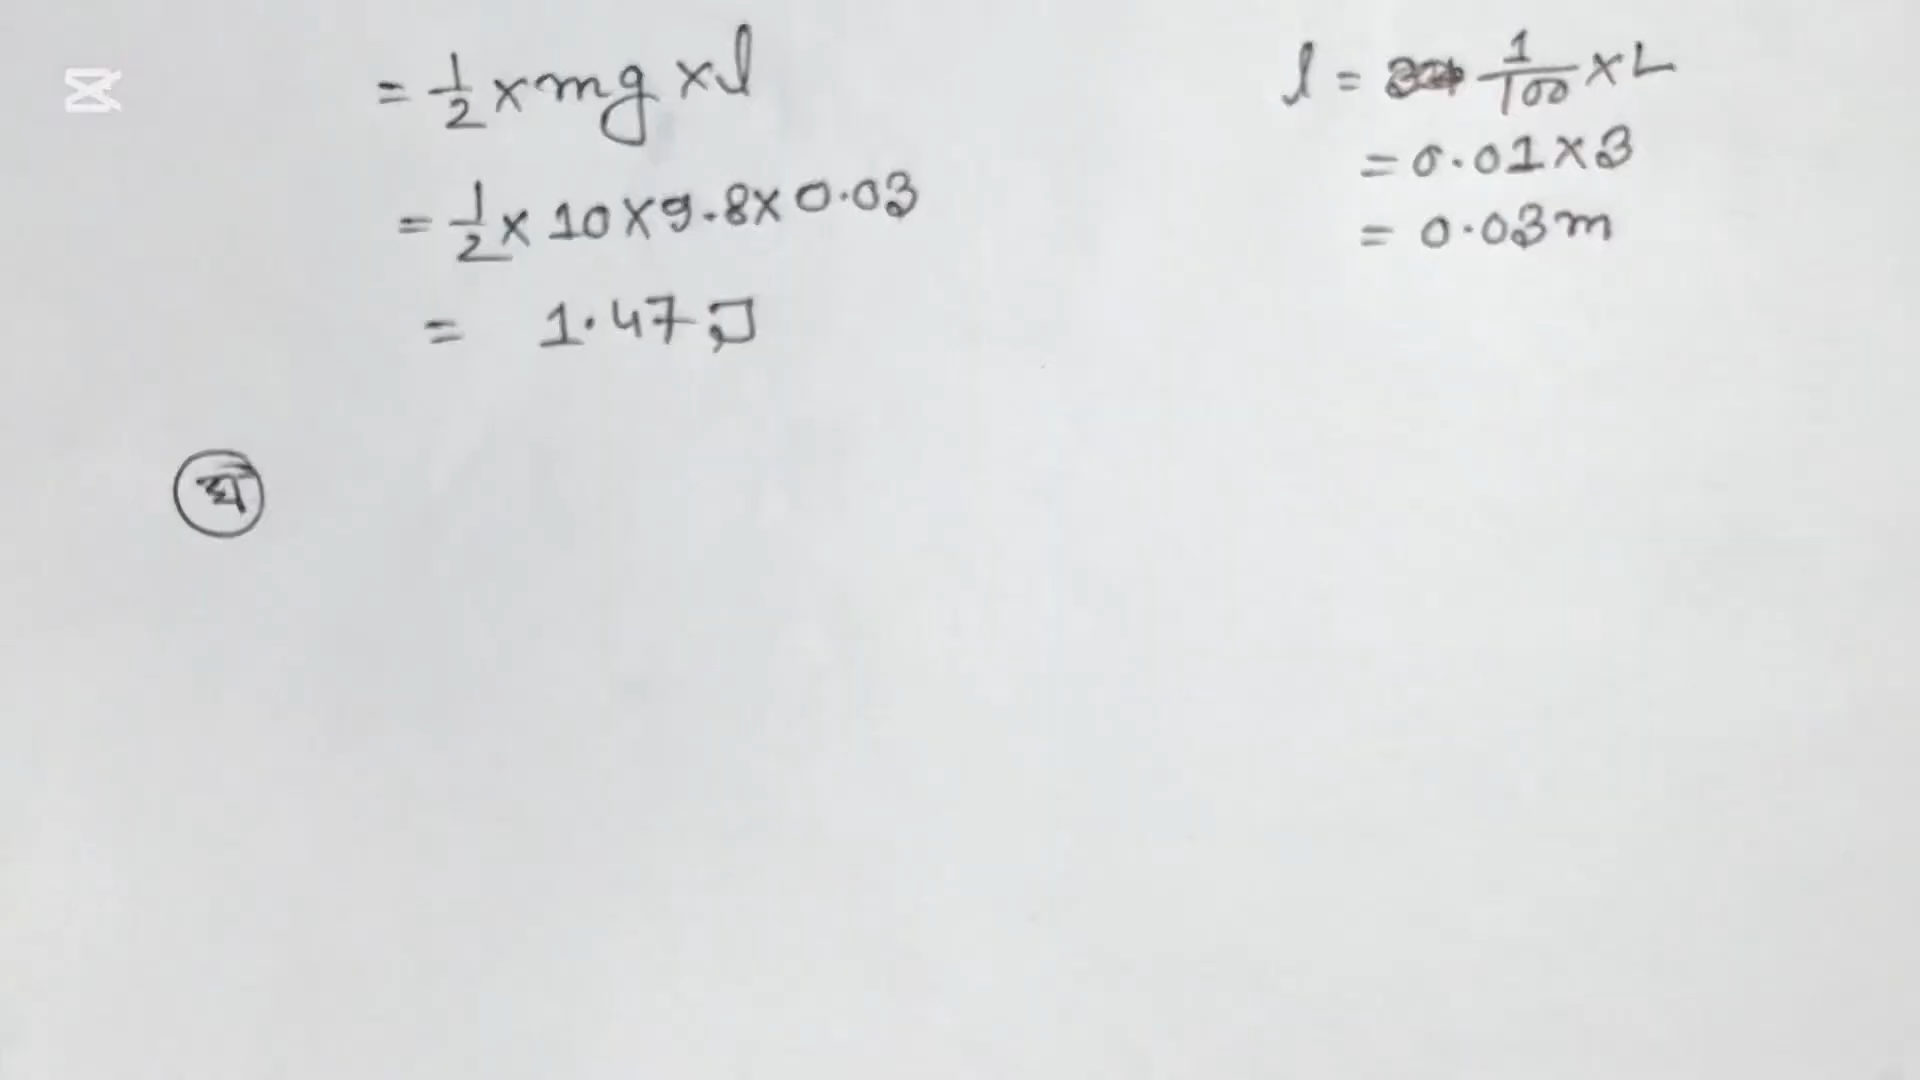 = 1/2 × mg × l
= 1/2 × 10 × 9.8 × 0.03
= 1.47 J
l = 1/100 × L
= 0.01 × 3
= 0.03 m
ঘ